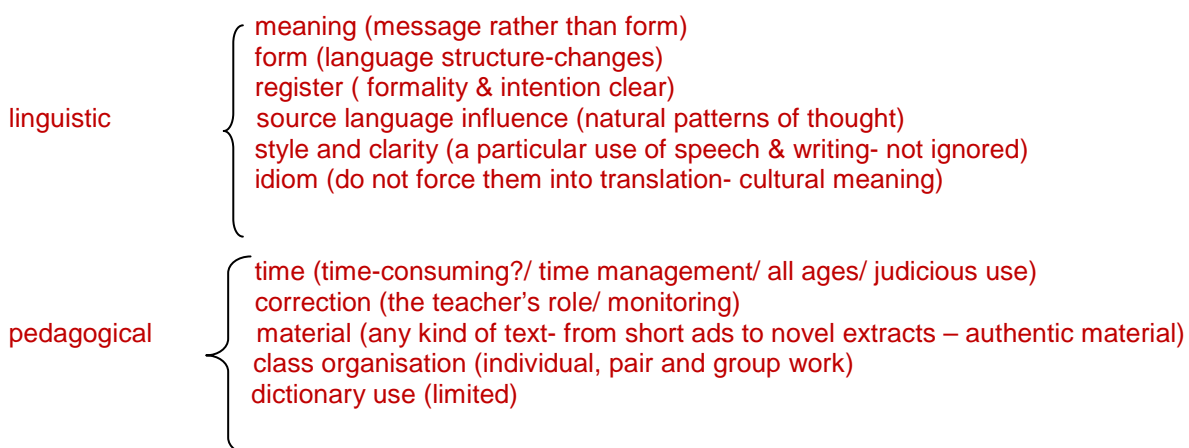 meaning (message rather than form)
form (language structure-changes)
register ( formality & intention clear)
linguistic source language influence (natural patterns of thought)
style and clarity (a particular use of speech & writing- not ignored)
idiom (do not force them into translation- cultural meaning)
time (time-consuming?/ time management/ all ages/ judicious use)
correction (the teacher’s role/ monitoring)
pedagogical material (any kind of text- from short ads to novel extracts – authentic material)
class organisation (individual, pair and group work)
dictionary use (limited)